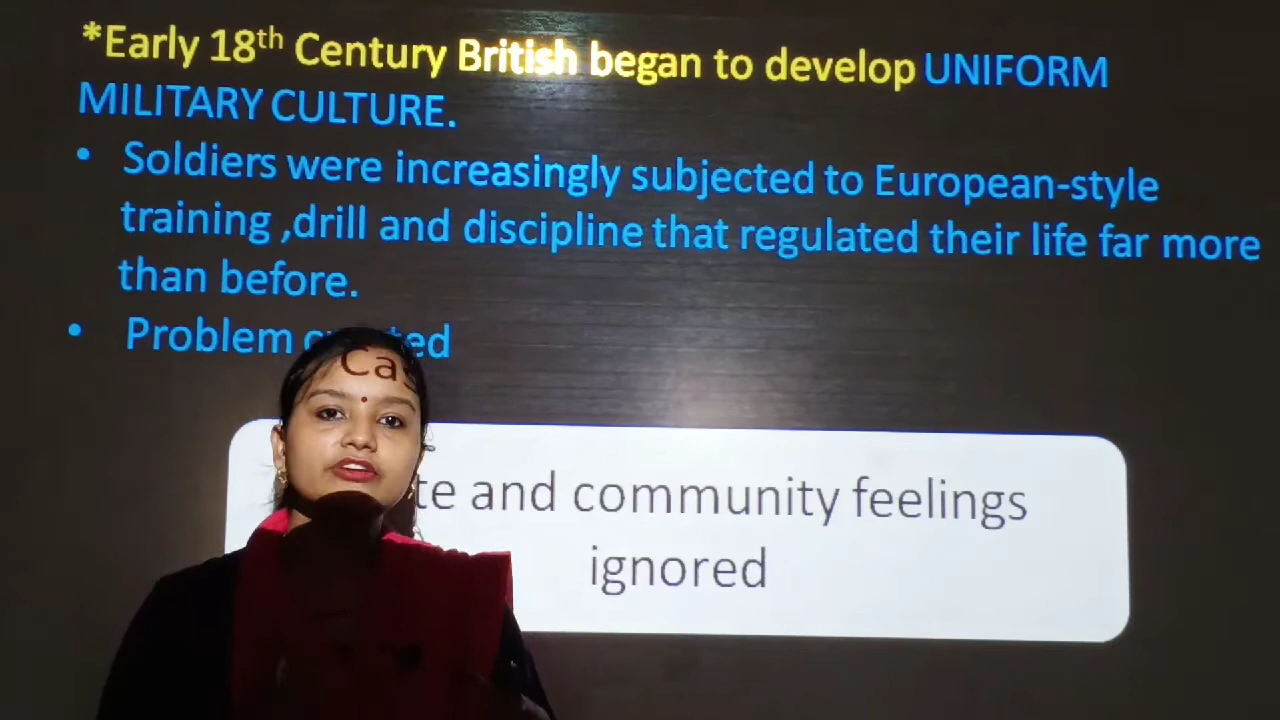 *Early 18th Century British began to develop UNIFORM
MILITARY CULTURE.
• Soldiers were increasingly subjected to European-style
training ,drill and discipline that regulated their life far more
than before.
• Problem
Ca te and community feelings
ignored